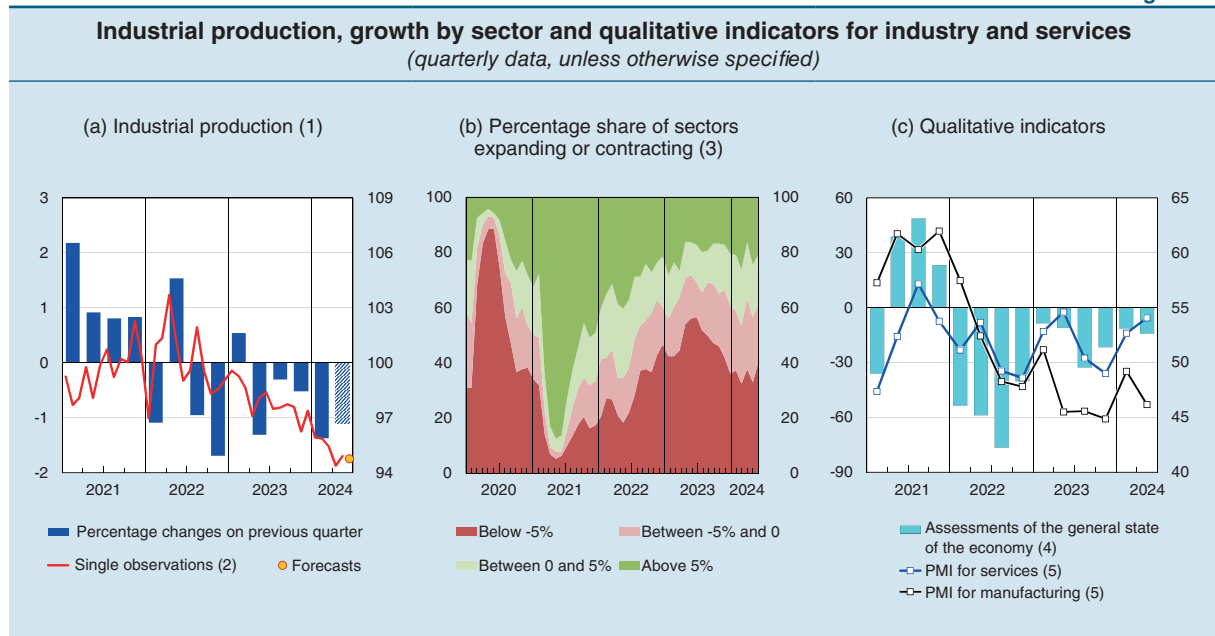 Industrial production, growth by sector and qualitative indicators for industry and services
(quarterly data, unless otherwise specified)
(a) Industrial production (1)
3
2
1
0
-1
-2
109
106
103
100
97
94
2021
2022
2023
2024
Percentage changes on previous quarter
Single observations (2)
Forecasts
(b) Percentage share of sectors
expanding or contracting (3)
100
80
60
40
20
0
100
80
60
40
20
0
2020
2021
2022
2023
2024
Below -5%
Between -5% and 0
Between 0 and 5%
Above 5%
(c) Qualitative indicators
60
30
0
-30
-60
-90
65
60
55
50
45
40
2021
2022
2023
2024
Assessments of the general state
of the economy (4)
PMI for services (5)
PMI for manufacturing (5)